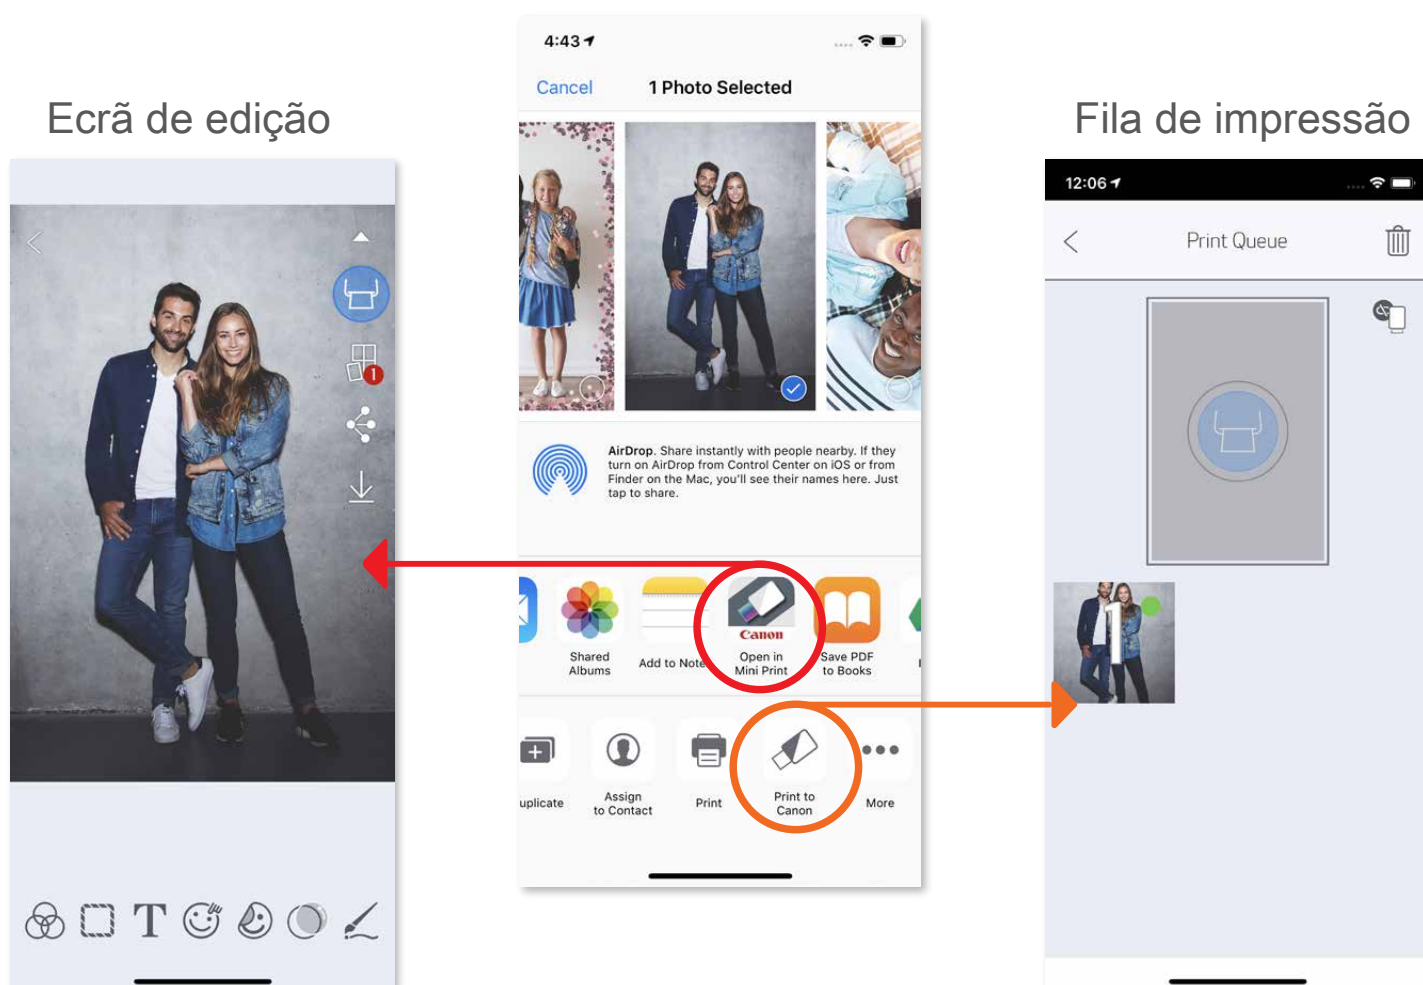 Ecrã de edição
1
T
4:43
Cancel
1 Photo Selected
AirDrop. Share instantly with people nearby. If they
turn on AirDrop from Control Center on iOS or from
Finder on the Mac, you'll see their names here. Just
tap to share.
Canon
Shared
Albums
Add to Note
Open in
Mini Print
Save PDF
to Books
uplicate
Assign
to Contact
Print
Print to
Canon
More
Fila de impressão
12:06
Print Queue
1